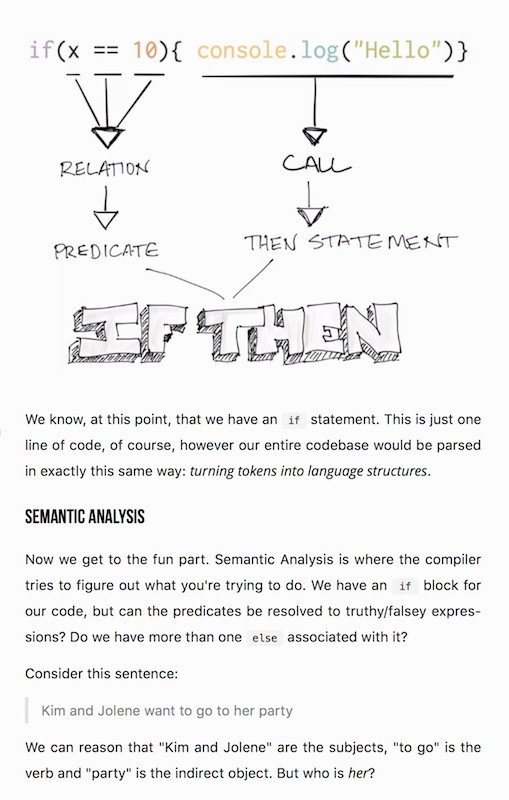 if(x == 10){ console.log("Hello")}
RELATION
CALL
PREDICATE
THEN STATEMENT
IF THEN
We know, at this point, that we have an if statement. This is just one
line of code, of course, however our entire codebase would be parsed
in exactly this same way: turning tokens into language structures.
SEMANTIC ANALYSIS
Now we get to the fun part. Semantic Analysis is where the compiler
tries to figure out what you're trying to do. We have an if block for
our code, but can the predicates be resolved to truthy/falsey expres-
sions? Do we have more than one else associated with it?
Consider this sentence:
Kim and Jolene want to go to her party
We can reason that "Kim and Jolene" are the subjects, "to go" is the
verb and "party" is the indirect object. But who is her?